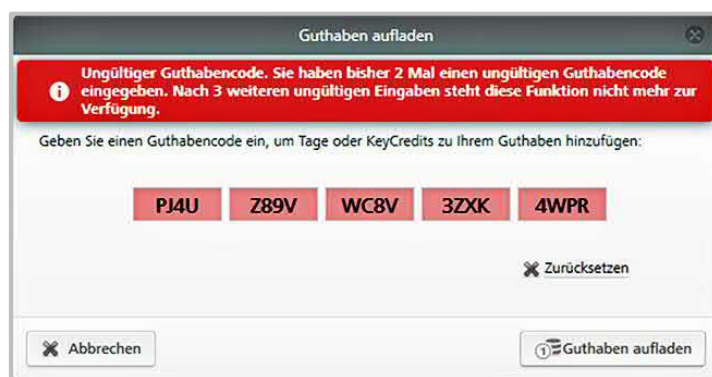 Guthaben aufladen
Ungültiger Guthabencode. Sie haben bisher 2 Mal einen ungültigen Guthabencode
eingegeben. Nach 3 weiteren ungültigen Eingaben steht diese Funktion nicht mehr zur
Verfügung.
Geben Sie einen Guthabencode ein, um Tage oder KeyCredits zu Ihrem Guthaben hinzufügen:
PJ4U Z89V WC8V 3ZXK 4WPR
Zurücksetzen
Abbrechen 1 Guthaben aufladen